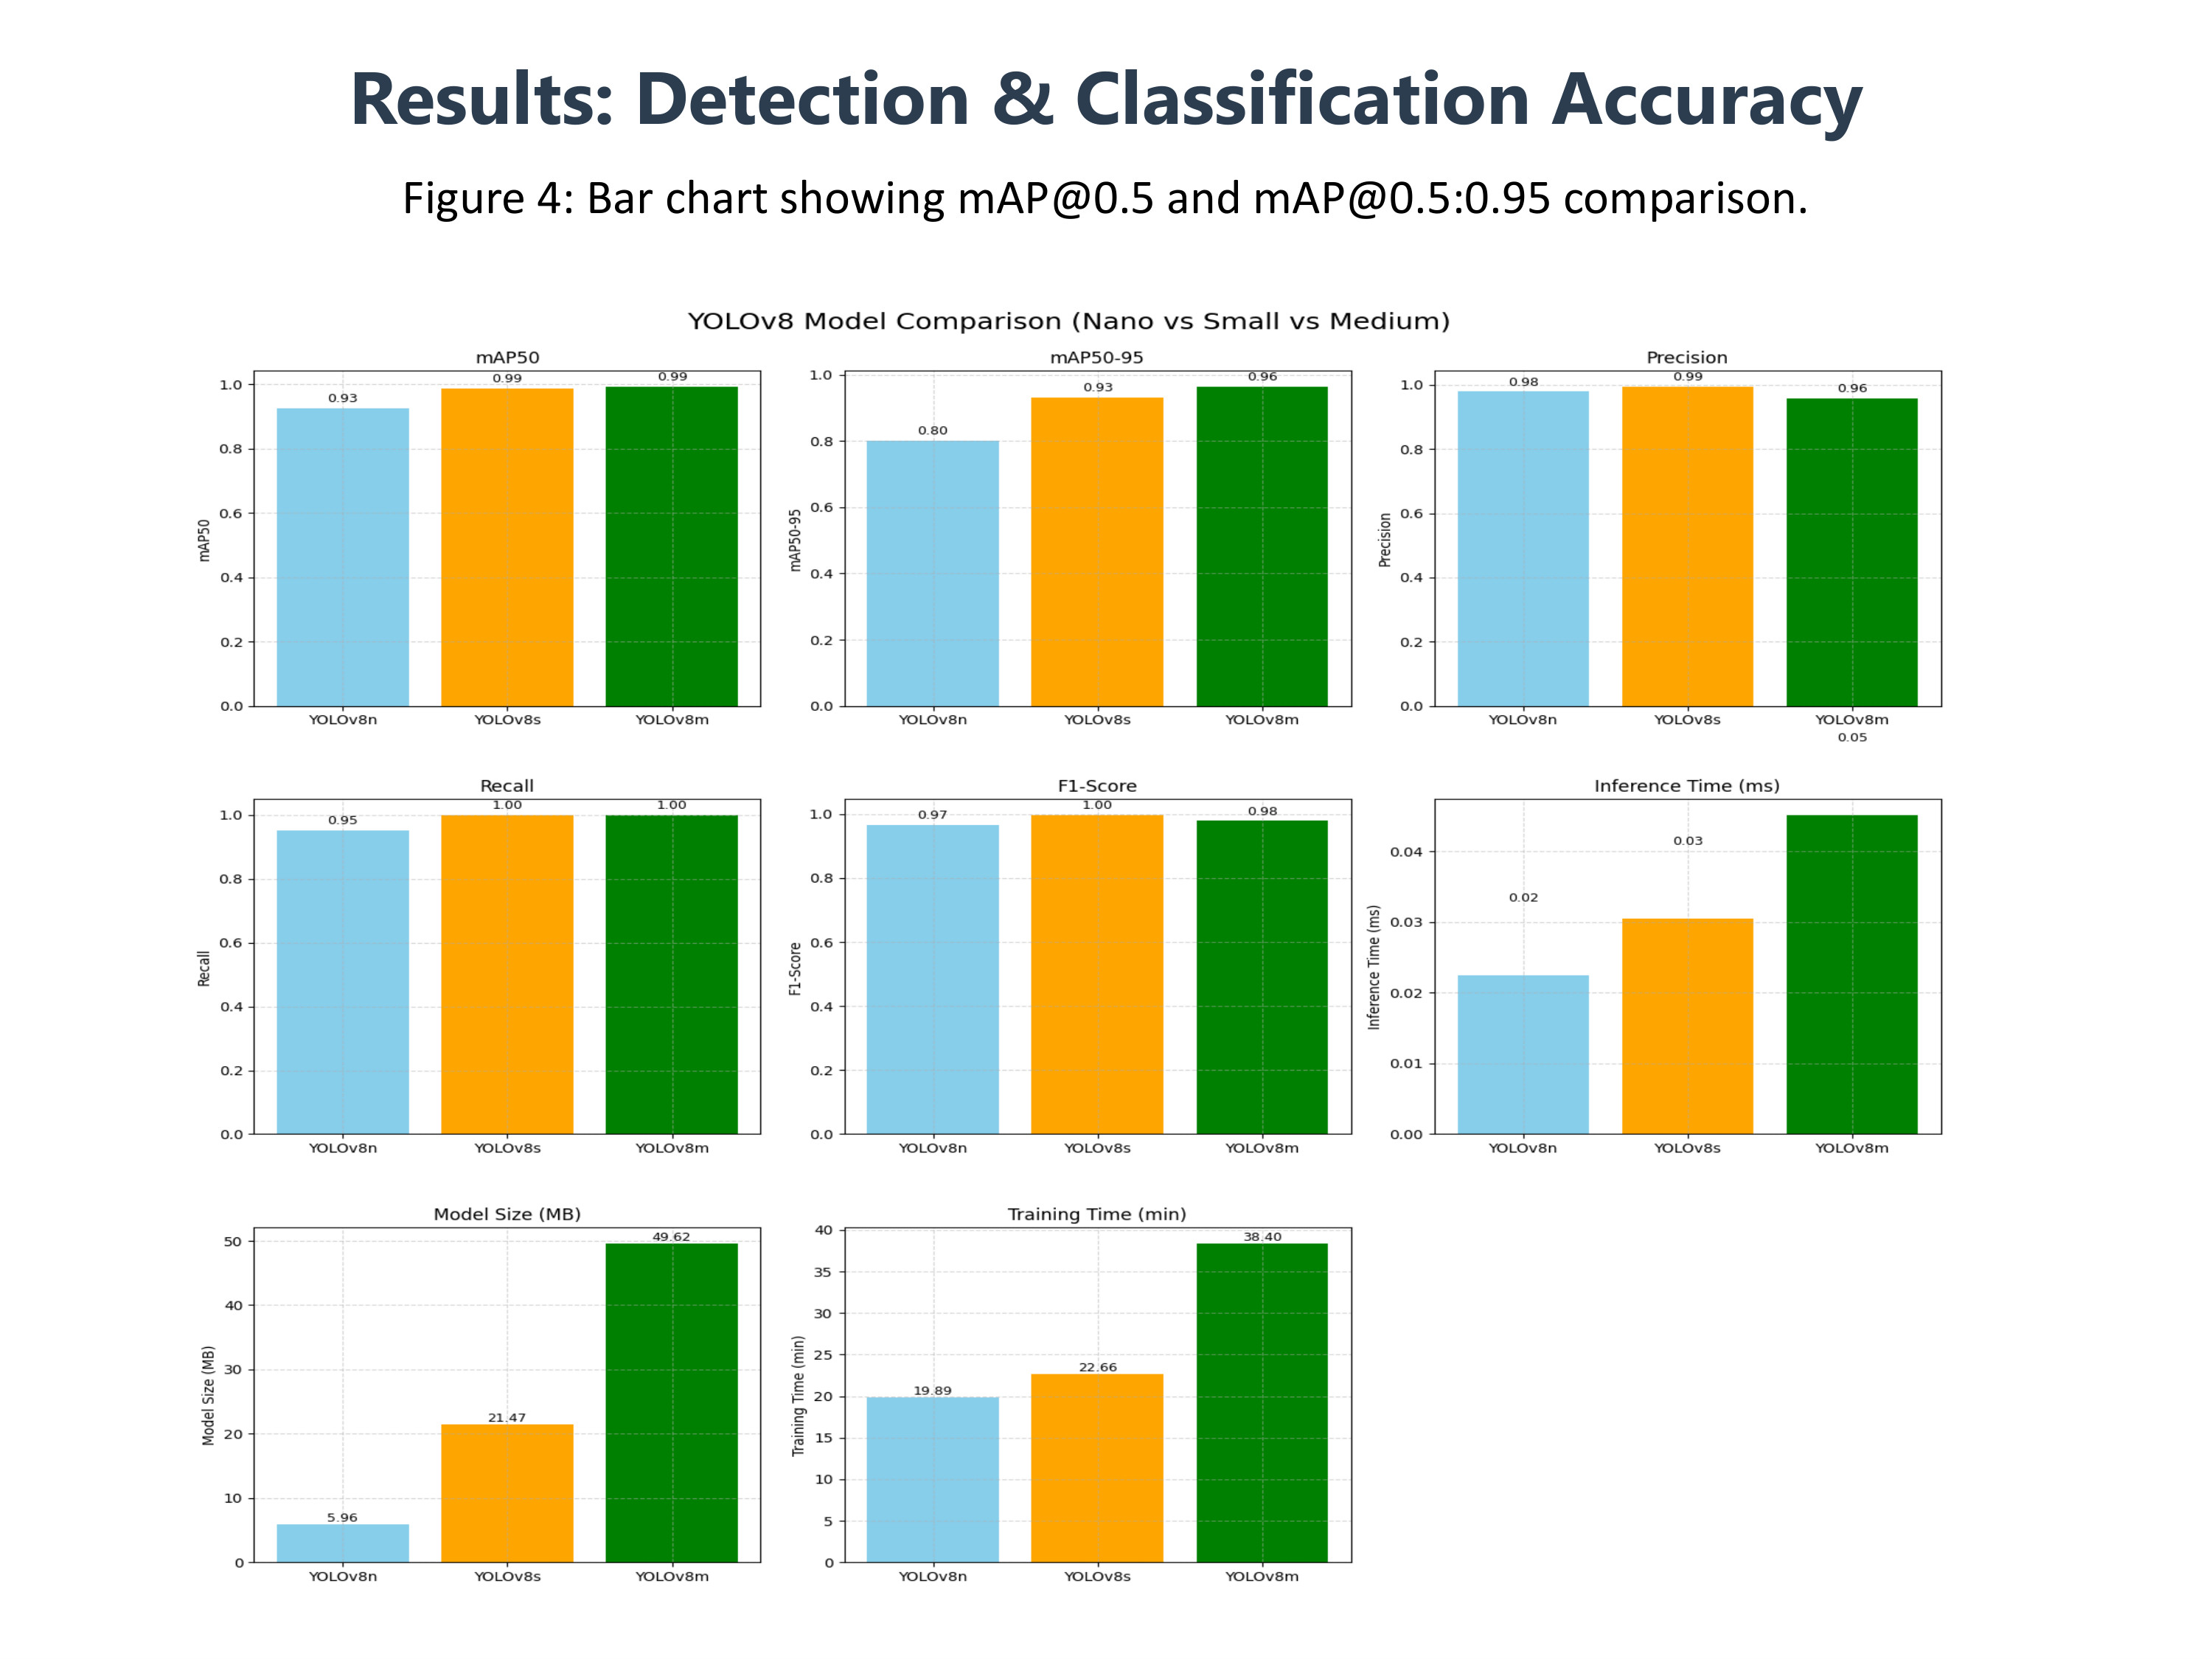 Results: Detection & Classification Accuracy
Figure 4: Bar chart showing mAP@0.5 and mAP@0.5:0.95 comparison.
YOLOv8 Model Comparison (Nano vs Small vs Medium)
mAP50
mAP50
1.0
0.8
0.6
0.4
0.2
0.0
0.93
0.99
0.99
YOLOv8n
YOLOv8s
YOLOv8m
mAP50-95
mAP50-95
1.0
0.8
0.6
0.4
0.2
0.0
0.80
0.93
0.96
YOLOv8n
YOLOv8s
YOLOv8m
Precision
Precision
1.0
0.8
0.6
0.4
0.2
0.0
0.98
0.99
0.96
YOLOv8n
YOLOv8s
YOLOv8m
Recall
Recall
1.0
0.8
0.6
0.4
0.2
0.0
0.95
1.00
1.00
YOLOv8n
YOLOv8s
YOLOv8m
F1-Score
F1-Score
1.0
0.8
0.6
0.4
0.2
0.0
0.97
1.00
0.98
YOLOv8n
YOLOv8s
YOLOv8m
0.05
Inference Time (ms)
Inference Time (ms)
0.04
0.03
0.02
0.01
0.00
0.02
0.03
YOLOv8n
YOLOv8s
YOLOv8m
Model Size (MB)
Model Size (MB)
50
40
30
20
10
0
5.96
21.47
49.62
YOLOv8n
YOLOv8s
YOLOv8m
Training Time (min)
Training Time (min)
40
35
30
25
20
15
10
5
0
19.89
22.66
38.40
YOLOv8n
YOLOv8s
YOLOv8m